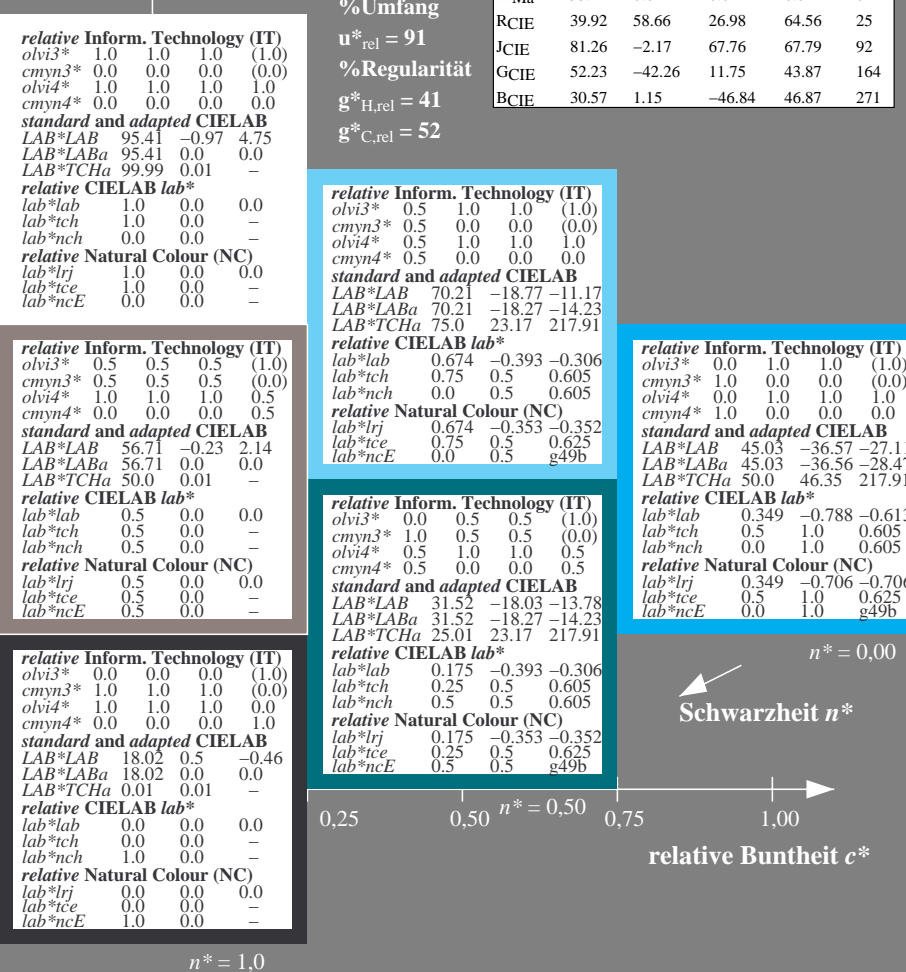 %Umfang
u*rel = 91
%Regularität
g*H,rel = 41
g*C,rel = 52
RCIE 39.92 58.66 26.98 64.56 25
JCIE 81.26 −2.17 67.76 67.79 92
GCIE 52.23 −42.26 11.75 43.87 164
BCIE 30.57 1.15 −46.84 46.87 271
relative Inform. Technology (IT)
olvi3* 1.0 1.0 1.0 (1.0)
cmyn3* 0.0 0.0 0.0 (0.0)
olvi4* 1.0 1.0 1.0 1.0
cmyn4* 0.0 0.0 0.0 0.0
standard and adapted CIELAB
LAB*LAB 95.41 −0.97 4.75
LAB*LABa 95.41 0.0 0.0
LAB*TCHa 99.99 0.01 –
relative CIELAB lab*
lab*lab 1.0 0.0 0.0
lab*tch 1.0 0.0 –
lab*nch 0.0 0.0 –
relative Natural Colour (NC)
lab*lrj 1.0 0.0 0.0
lab*tce 1.0 0.0 –
lab*ncE 0.0 0.0 –
relative Inform. Technology (IT)
olvi3* 0.5 1.0 1.0 (1.0)
cmyn3* 0.5 0.0 0.0 (0.0)
olvi4* 0.5 1.0 1.0 1.0
cmyn4* 0.5 0.0 0.0 0.0
standard and adapted CIELAB
LAB*LAB 70.21 −18.77 −11.17
LAB*LABa 70.21 −18.27 −14.23
LAB*TCHa 75.0 23.17 217.91
relative CIELAB lab*
lab*lab 0.674 −0.393 −0.306
lab*tch 0.75 0.5 0.605
lab*nch 0.0 0.5 0.605
relative Natural Colour (NC)
lab*lrj 0.674 −0.353 −0.352
lab*tce 0.75 0.5 0.625
lab*ncE 0.0 0.5 g49b
relative Inform. Technology (IT)
olvi3* 0.5 0.5 0.5 (1.0)
cmyn3* 0.5 0.5 0.5 (0.0)
olvi4* 1.0 1.0 1.0 0.5
cmyn4* 0.0 0.0 0.0 0.5
standard and adapted CIELAB
LAB*LAB 56.71 −0.23 2.14
LAB*LABa 56.71 0.0 0.0
LAB*TCHa 50.0 0.01 –
relative CIELAB lab*
lab*lab 0.5 0.0 0.0
lab*tch 0.5 0.0 –
lab*nch 0.5 0.0 –
relative Natural Colour (NC)
lab*lrj 0.5 0.0 0.0
lab*tce 0.5 0.0 –
lab*ncE 0.5 0.0 –
relative Inform. Technology (IT)
olvi3* 0.0 1.0 1.0 (1.0)
cmyn3* 1.0 0.0 0.0 (0.0)
olvi4* 0.0 1.0 1.0 1.0
cmyn4* 1.0 0.0 0.0 0.0
standard and adapted CIELAB
LAB*LAB 45.03 −36.57 −27.11
LAB*LABa 45.03 −36.56 −28.47
LAB*TCHa 50.0 46.35 217.91
relative CIELAB lab*
lab*lab 0.349 −0.788 −0.613
lab*tch 0.5 1.0 0.605
lab*nch 0.0 1.0 0.605
relative Natural Colour (NC)
lab*lrj 0.349 −0.706 −0.706
lab*tce 0.5 1.0 0.625
lab*ncE 0.0 1.0 g49b
relative Inform. Technology (IT)
olvi3* 0.0 0.5 0.5 (1.0)
cmyn3* 1.0 0.5 0.5 (0.0)
olvi4* 0.5 1.0 1.0 0.5
cmyn4* 0.5 0.0 0.0 0.5
standard and adapted CIELAB
LAB*LAB 31.52 −18.03 −13.78
LAB*LABa 31.52 −18.27 −14.23
LAB*TCHa 25.01 23.17 217.91
relative CIELAB lab*
lab*lab 0.175 −0.393 −0.306
lab*tch 0.25 0.5 0.605
lab*nch 0.5 0.5 0.605
relative Natural Colour (NC)
lab*lrj 0.175 −0.353 −0.352
lab*tce 0.25 0.5 0.625
lab*ncE 0.5 0.5 g49b
n* = 0,00
Schwarzheit n*
relative Inform. Technology (IT)
olvi3* 0.0 0.0 0.0 (1.0)
cmyn3* 1.0 1.0 1.0 (0.0)
olvi4* 1.0 1.0 1.0 0.0
cmyn4* 0.0 0.0 0.0 1.0
standard and adapted CIELAB
LAB*LAB 18.02 0.5 −0.46
LAB*LABa 18.02 0.0 0.0
LAB*TCHa 0.01 0.01 –
relative CIELAB lab*
lab*lab 0.0 0.0 0.0
lab*tch 0.0 0.0 –
lab*nch 1.0 0.0 –
relative Natural Colour (NC)
lab*lrj 0.0 0.0 0.0
lab*tce 0.0 0.0 –
lab*ncE 1.0 0.0 –
0,25 0,50 n* = 0,50 0,75 1,00
relative Buntheit c*
n* = 1,0